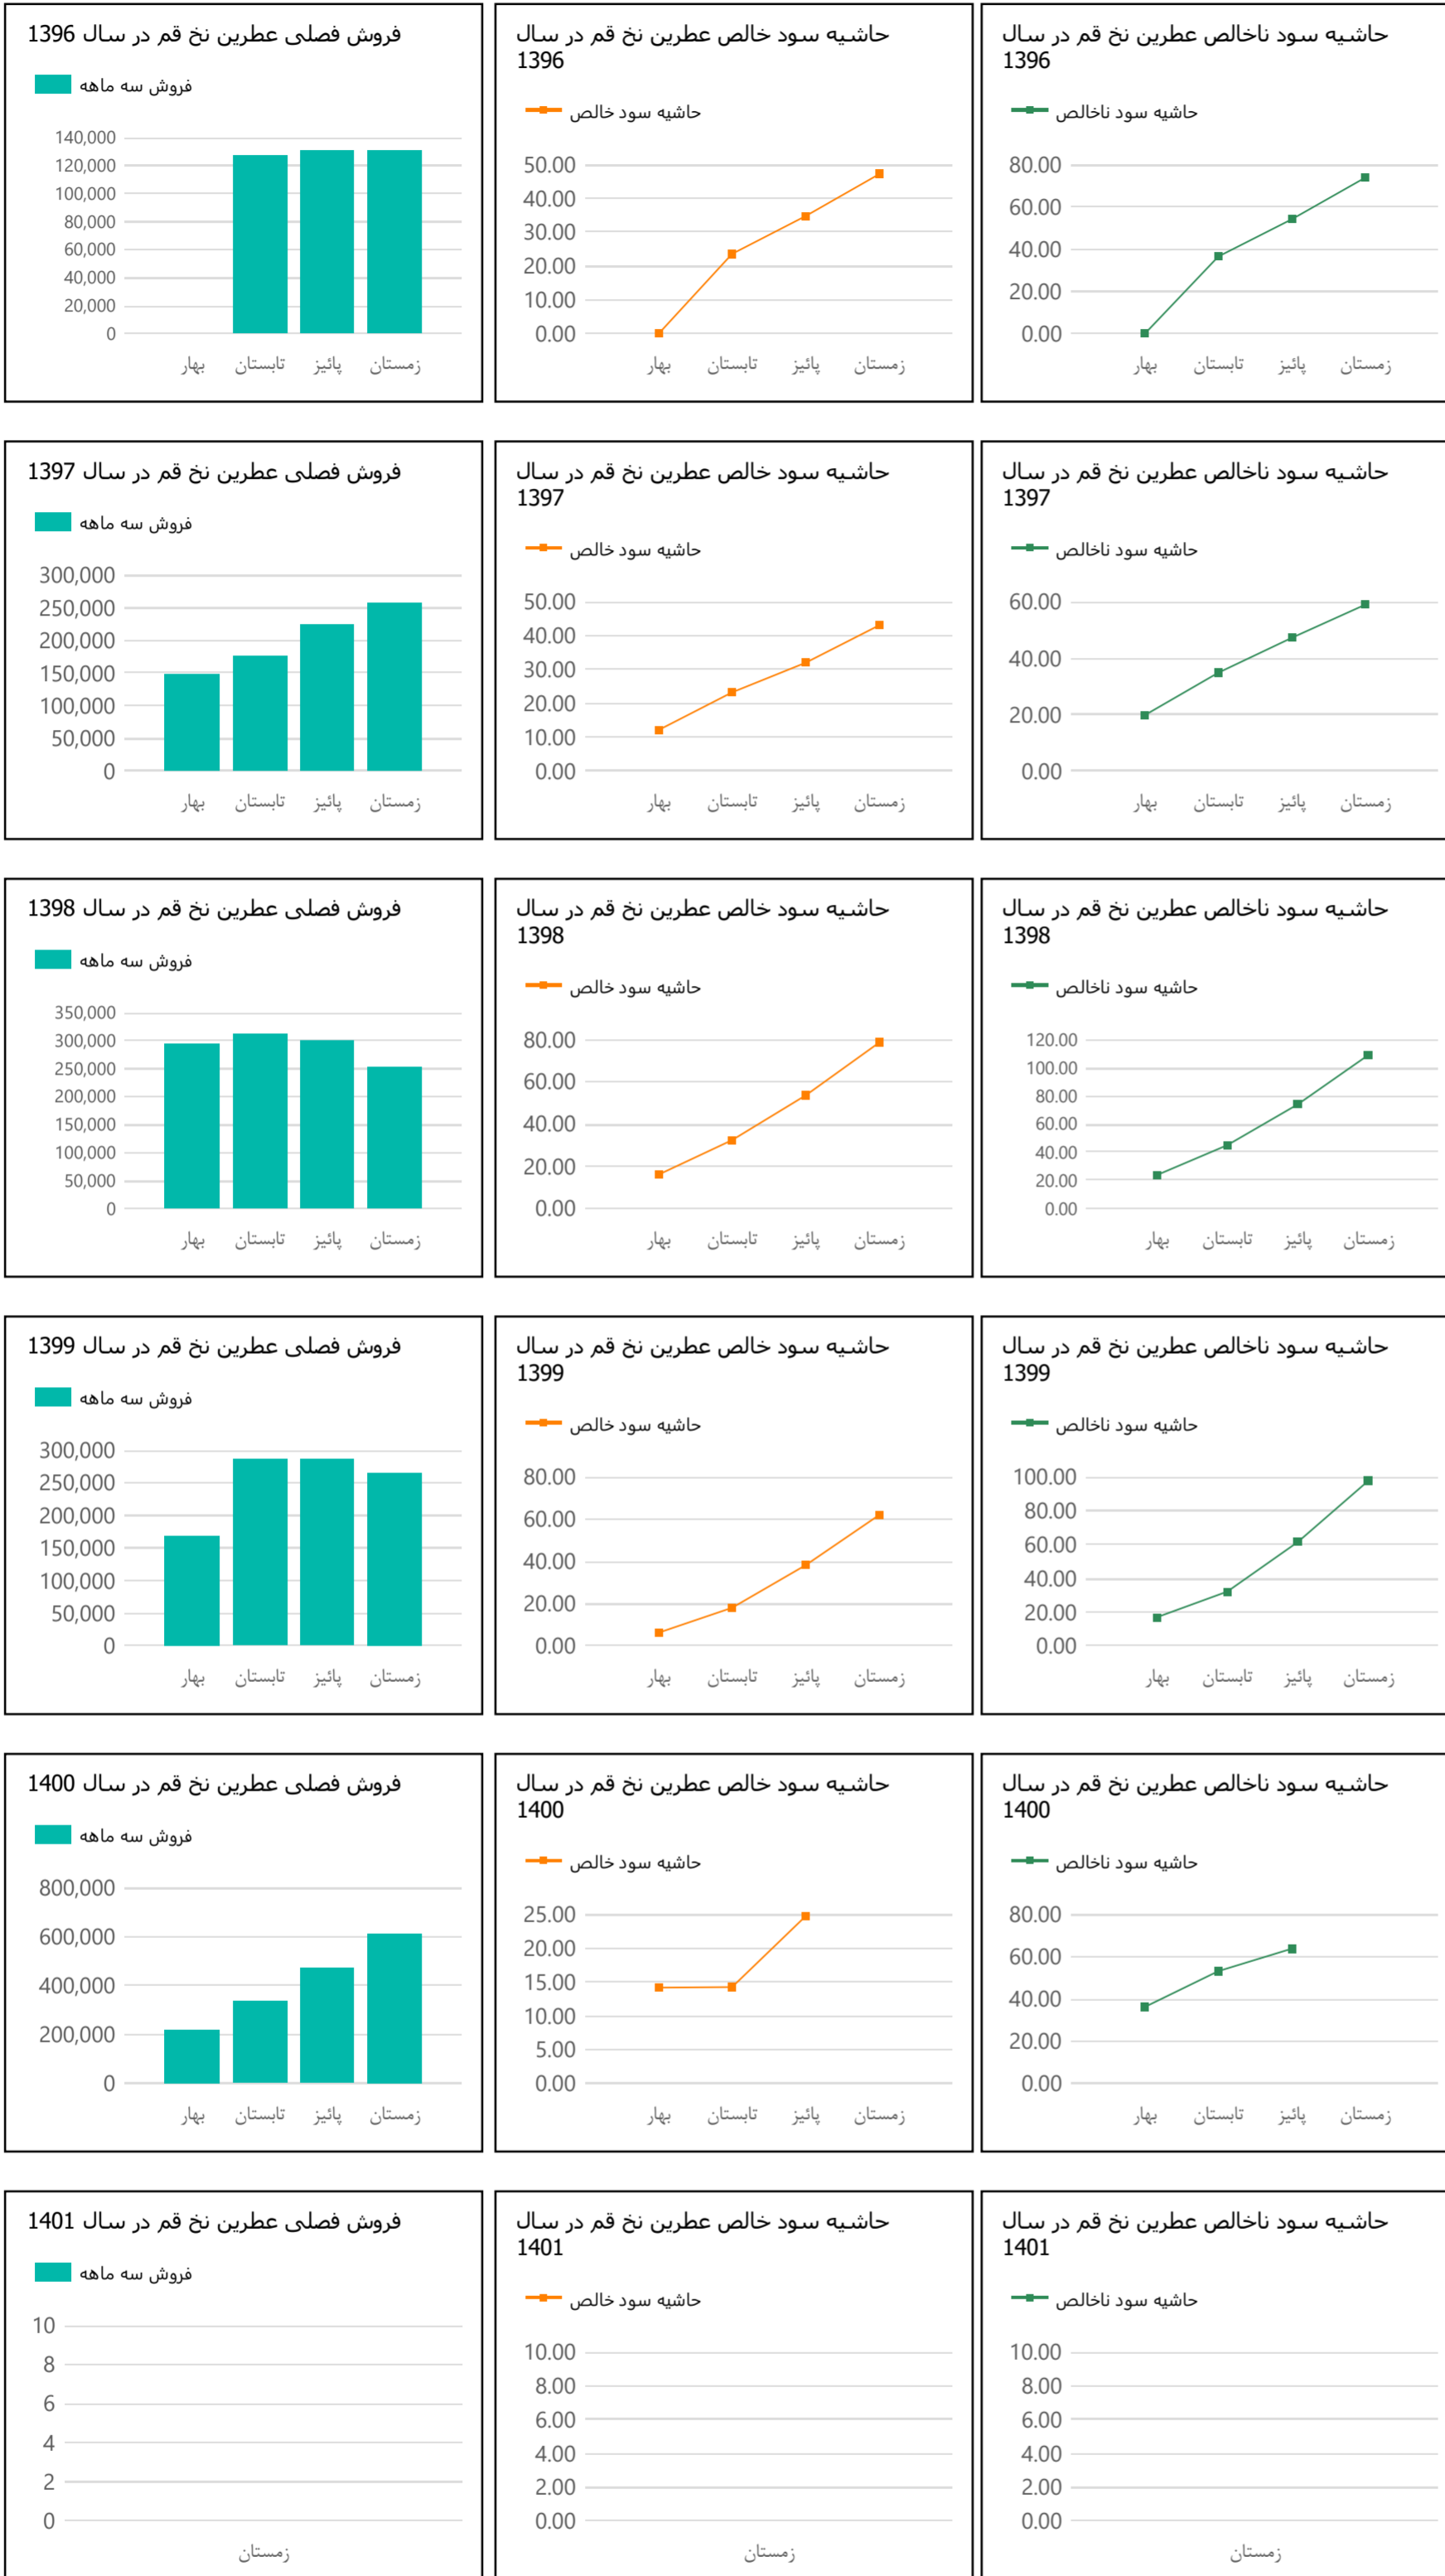 فروش فصلی عطرین نخ قم در سال 1396
فروش سه ماهه
140,000
120,000
100,000
80,000
60,000
40,000
20,000
0
بهار تابستان پائیز زمستان
حاشیه سود خالص عطرین نخ قم در سال
1396
حاشیه سود خالص
50.00
40.00
30.00
20.00
10.00
0.00
بهار تابستان پائیز زمستان
حاشیه سود ناخالص عطرین نخ قم در سال
1396
حاشیه سود ناخالص
80.00
60.00
40.00
20.00
0.00
بهار تابستان پائیز زمستان
فروش فصلی عطرین نخ قم در سال 1397
فروش سه ماهه
300,000
250,000
200,000
150,000
100,000
50,000
0
بهار تابستان پائیز زمستان
حاشیه سود خالص عطرین نخ قم در سال
1397
حاشیه سود خالص
50.00
40.00
30.00
20.00
10.00
0.00
بهار تابستان پائیز زمستان
حاشیه سود ناخالص عطرین نخ قم در سال
1397
حاشیه سود ناخالص
60.00
40.00
20.00
0.00
بهار تابستان پائیز زمستان
فروش فصلی عطرین نخ قم در سال 1398
فروش سه ماهه
350,000
300,000
250,000
200,000
150,000
100,000
50,000
0
بهار تابستان پائیز زمستان
حاشیه سود خالص عطرین نخ قم در سال
1398
حاشیه سود خالص
80.00
60.00
40.00
20.00
0.00
بهار تابستان پائیز زمستان
حاشیه سود ناخالص عطرین نخ قم در سال
1398
حاشیه سود ناخالص
120.00
100.00
80.00
60.00
40.00
20.00
0.00
بهار تابستان پائیز زمستان
فروش فصلی عطرین نخ قم در سال 1399
فروش سه ماهه
300,000
250,000
200,000
150,000
100,000
50,000
0
بهار تابستان پائیز زمستان
حاشیه سود خالص عطرین نخ قم در سال
1399
حاشیه سود خالص
80.00
60.00
40.00
20.00
0.00
بهار تابستان پائیز زمستان
حاشیه سود ناخالص عطرین نخ قم در سال
1399
حاشیه سود ناخالص
100.00
80.00
60.00
40.00
20.00
0.00
بهار تابستان پائیز زمستان
فروش فصلی عطرین نخ قم در سال 1400
فروش سه ماهه
800,000
600,000
400,000
200,000
0
بهار تابستان پائیز زمستان
حاشیه سود خالص عطرین نخ قم در سال
1400
حاشیه سود خالص
25.00
20.00
15.00
10.00
5.00
0.00
بهار تابستان پائیز زمستان
حاشیه سود ناخالص عطرین نخ قم در سال
1400
حاشیه سود ناخالص
80.00
60.00
40.00
20.00
0.00
بهار تابستان پائیز زمستان
فروش فصلی عطرین نخ قم در سال 1401
فروش سه ماهه
10
8
6
4
2
0
زمستان
حاشیه سود خالص عطرین نخ قم در سال
1401
حاشیه سود خالص
10.00
8.00
6.00
4.00
2.00
0.00
زمستان
حاشیه سود ناخالص عطرین نخ قم در سال
1401
حاشیه سود ناخالص
10.00
8.00
6.00
4.00
2.00
0.00
زمستان